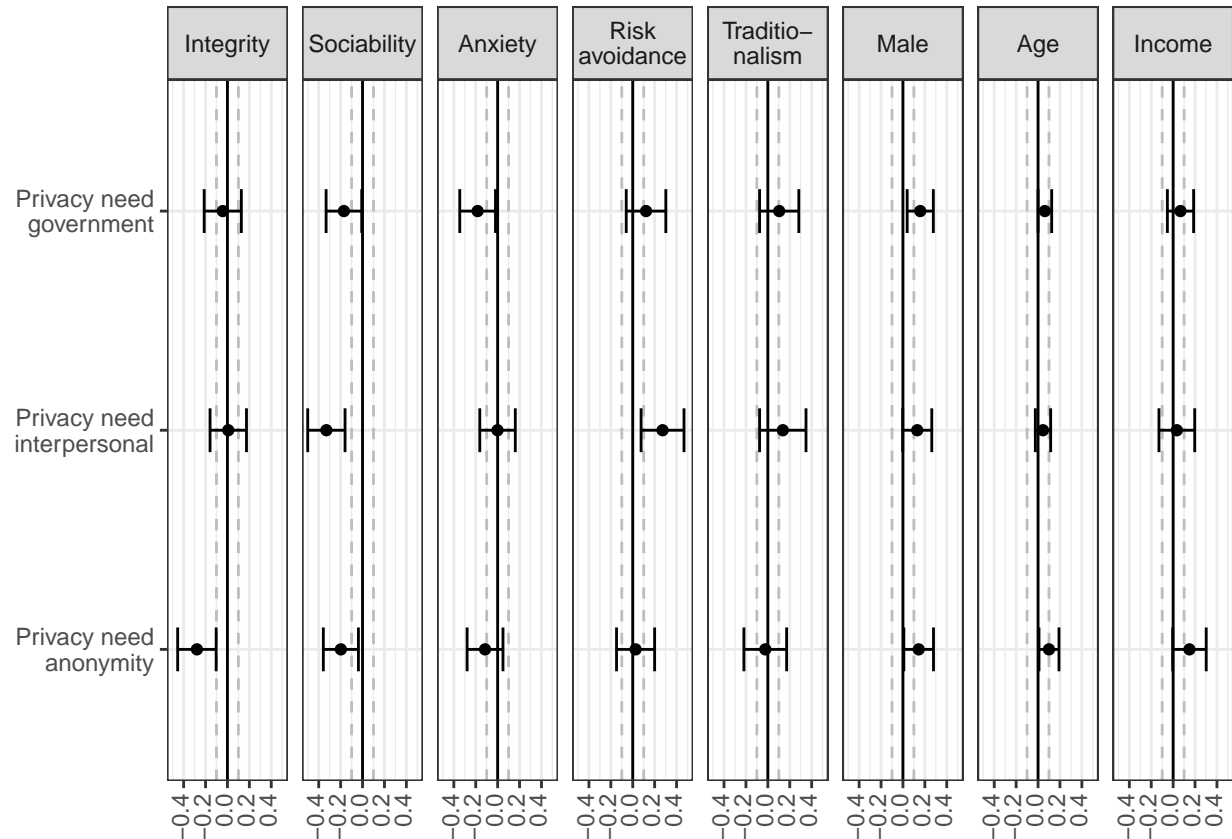 Integrity
Sociability
Anxiety
Risk
avoidance
Traditio−
nalism
Male
Age
Income
Privacy need
government
Privacy need
interpersonal
Privacy need
anonymity
−0.4
−0.2
0.0
0.2
0.4
−0.4
−0.2
0.0
0.2
0.4
−0.4
−0.2
0.0
0.2
0.4
−0.4
−0.2
0.0
0.2
0.4
−0.4
−0.2
0.0
0.2
0.4
−0.4
−0.2
0.0
0.2
0.4
−0.4
−0.2
0.0
0.2
0.4
−0.4
−0.2
0.0
0.2
0.4